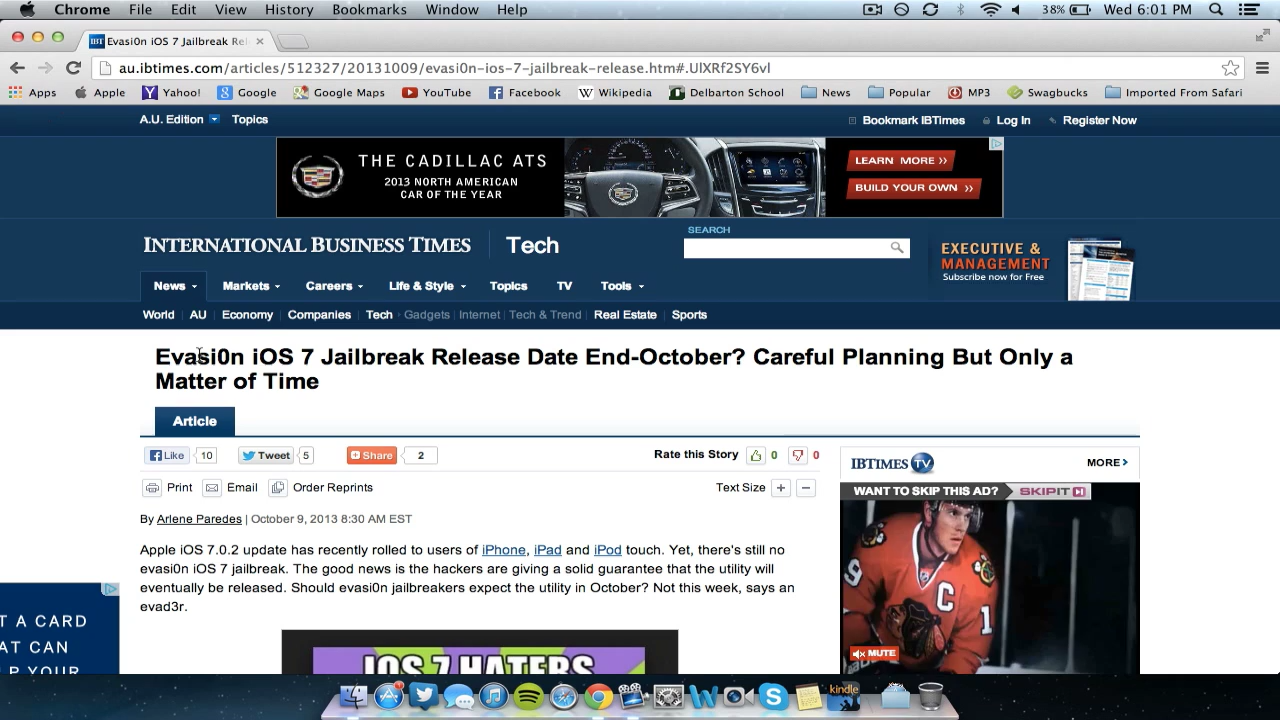 Chrome File Edit View History Bookmarks Window Help 38% Wed 6:01 PM
IBT Evasi0n iOS 7 Jailbreak Rel
au.ibtimes.com/articles/512327/20131009/evasi0n-ios-7-jailbreak-release.htm#.UlXRf2SY6vl
Apps Apple Yahoo! Google Google Maps YouTube Facebook Wikipedia Delbarton School News Popular MP3 Swagbucks Imported From Safari
A.U. Edition Topics Bookmark IBTimes Log In Register Now
THE CADILLAC ATS
2013 NORTH AMERICAN
CAR OF THE YEAR
LEARN MORE >>
BUILD YOUR OWN >>
INTERNATIONAL BUSINESS TIMES Tech
SEARCH
EXECUTIVE &
MANAGEMENT
Subscribe now for Free
News Markets Careers Life & Style Topics TV Tools
World AU Economy Companies Tech Gadgets Internet Tech & Trend Real Estate Sports
Evasi0n iOS 7 Jailbreak Release Date End-October? Careful Planning But Only a
Matter of Time
Article
Like 10 Tweet 5 Share 2 Rate this Story 0 0
Print Email Order Reprints Text Size + −
By Arlene Paredes | October 9, 2013 8:30 AM EST
Apple iOS 7.0.2 update has recently rolled to users of iPhone, iPad and iPod touch. Yet, there's still no
evasi0n iOS 7 jailbreak. The good news is the hackers are giving a solid guarantee that the utility will
eventually be released. Should evasi0n jailbreakers expect the utility in October? Not this week, says an
evad3r.
IOS 7 HATERS
IBTIMES TV MORE
WANT TO SKIP THIS AD? SKIPIT
9 C 1
MUTE
T A CARD
AT CAN
P YOUR
kindle